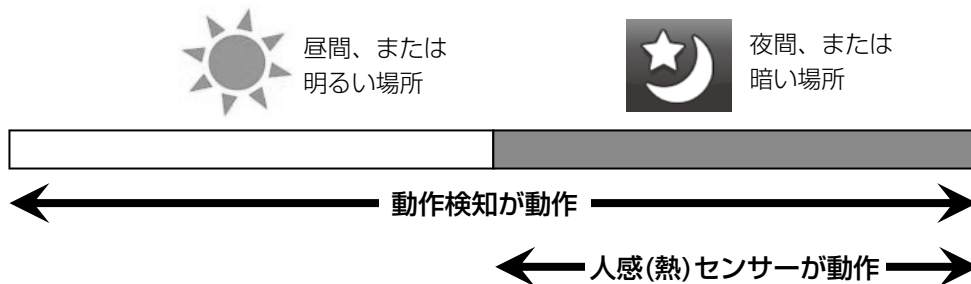 昼間、または
明るい場所
夜間、または
暗い場所
動作検知が動作
人感(熱)センサーが動作